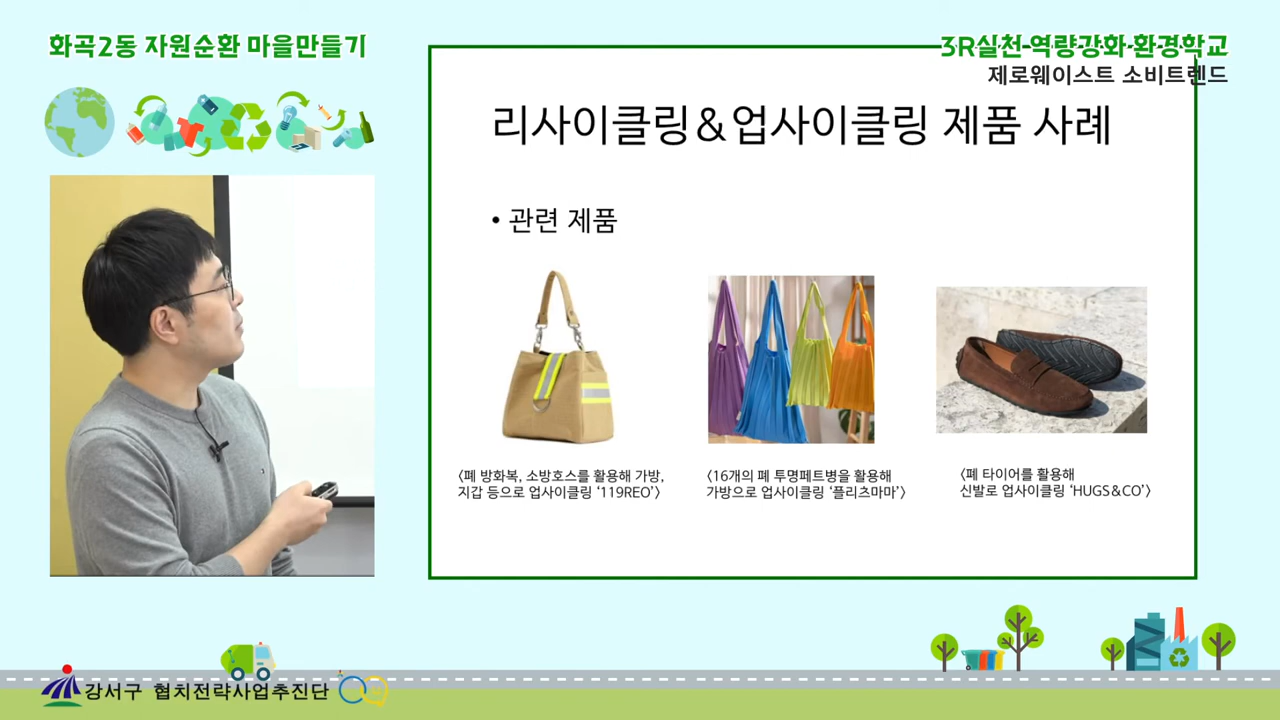 화곡2동 자원순환 마을만들기
3R실천 역량강화 환경학교
제로웨이스트 소비트렌드
리사이클링&업사이클링 제품 사례
• 관련 제품
<폐 방화복, 소방호스를 활용해 가방,
지갑 등으로 업사이클링 ‘119REO’>
<16개의 폐 투명페트병을 활용해
가방으로 업사이클링 ‘플리츠마마’>
<폐 타이어를 활용해
신발로 업사이클링 ‘HUGS&CO’>
강서구 협치전략사업추진단